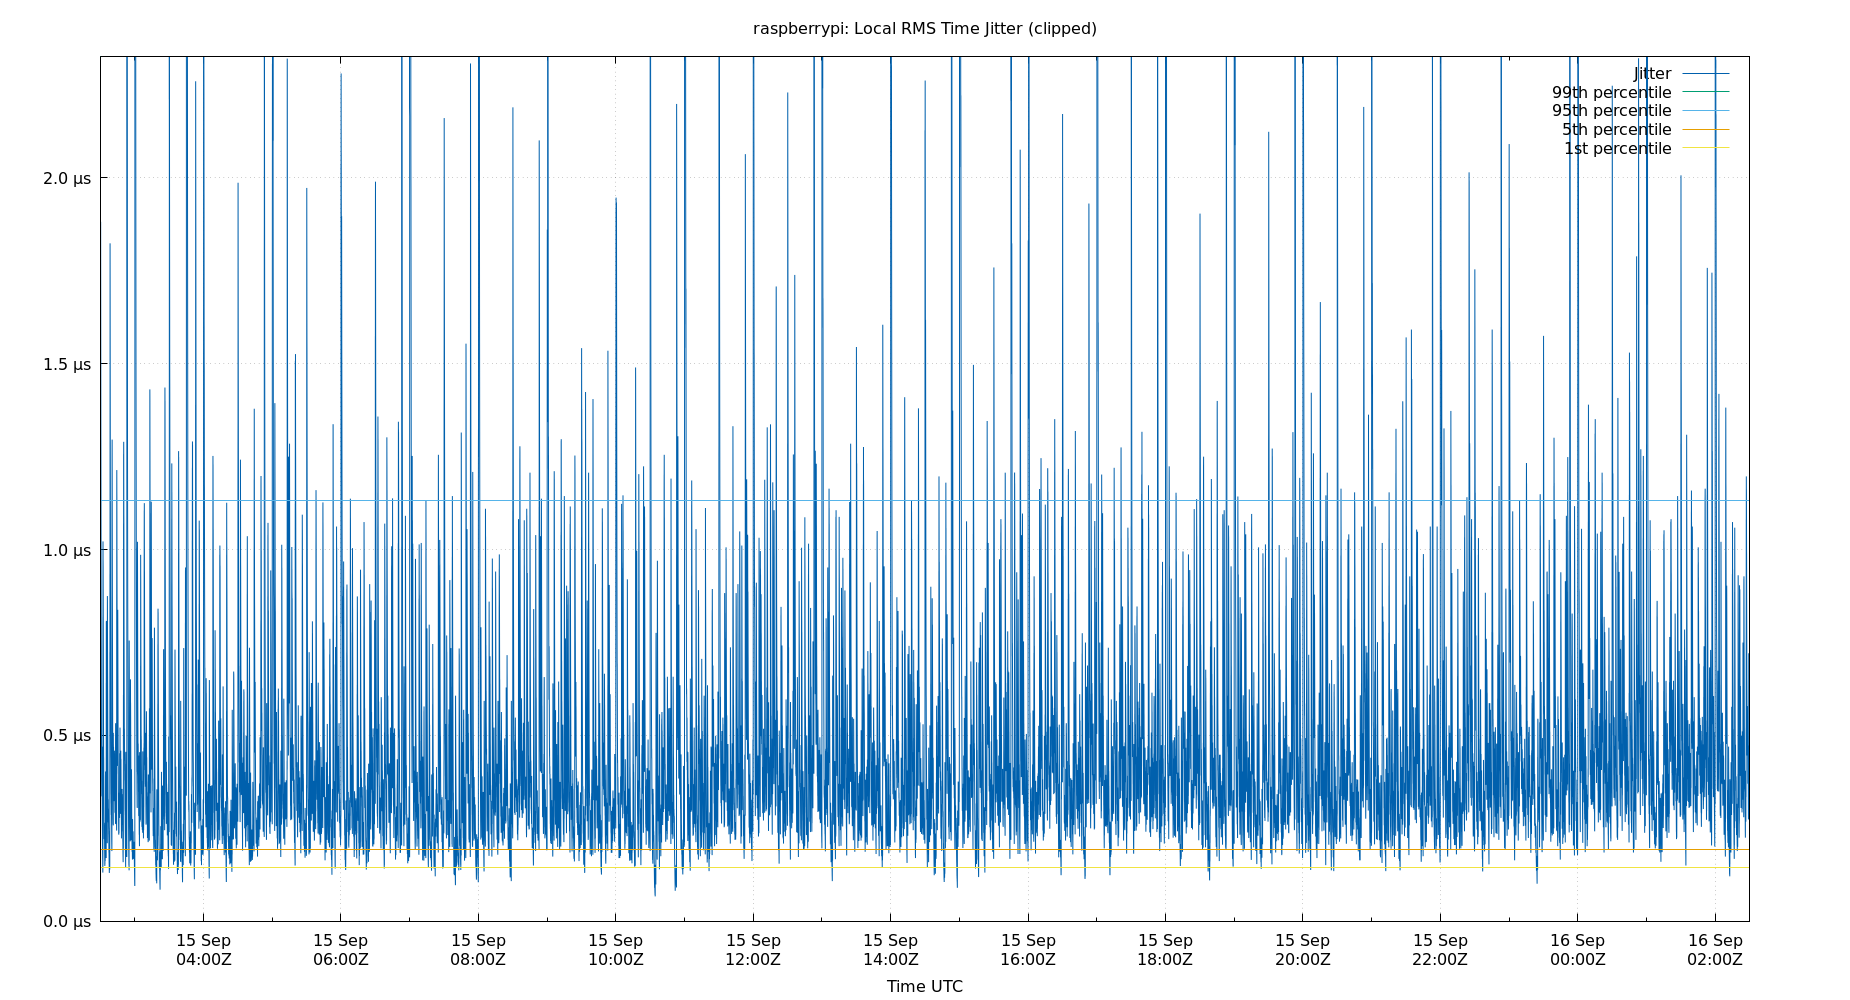 raspberrypi: Local RMS Time Jitter (clipped)
Jitter
99th percentile
95th percentile
5th percentile
1st percentile
2.0 µs
1.5 µs
1.0 µs
0.5 µs
0.0 µs
15 Sep 15 Sep 15 Sep 15 Sep 15 Sep 15 Sep 15 Sep 15 Sep 15 Sep 15 Sep 16 Sep 16 Sep
04:00Z 06:00Z 08:00Z 10:00Z 12:00Z 14:00Z 16:00Z 18:00Z 20:00Z 22:00Z 00:00Z 02:00Z
Time UTC